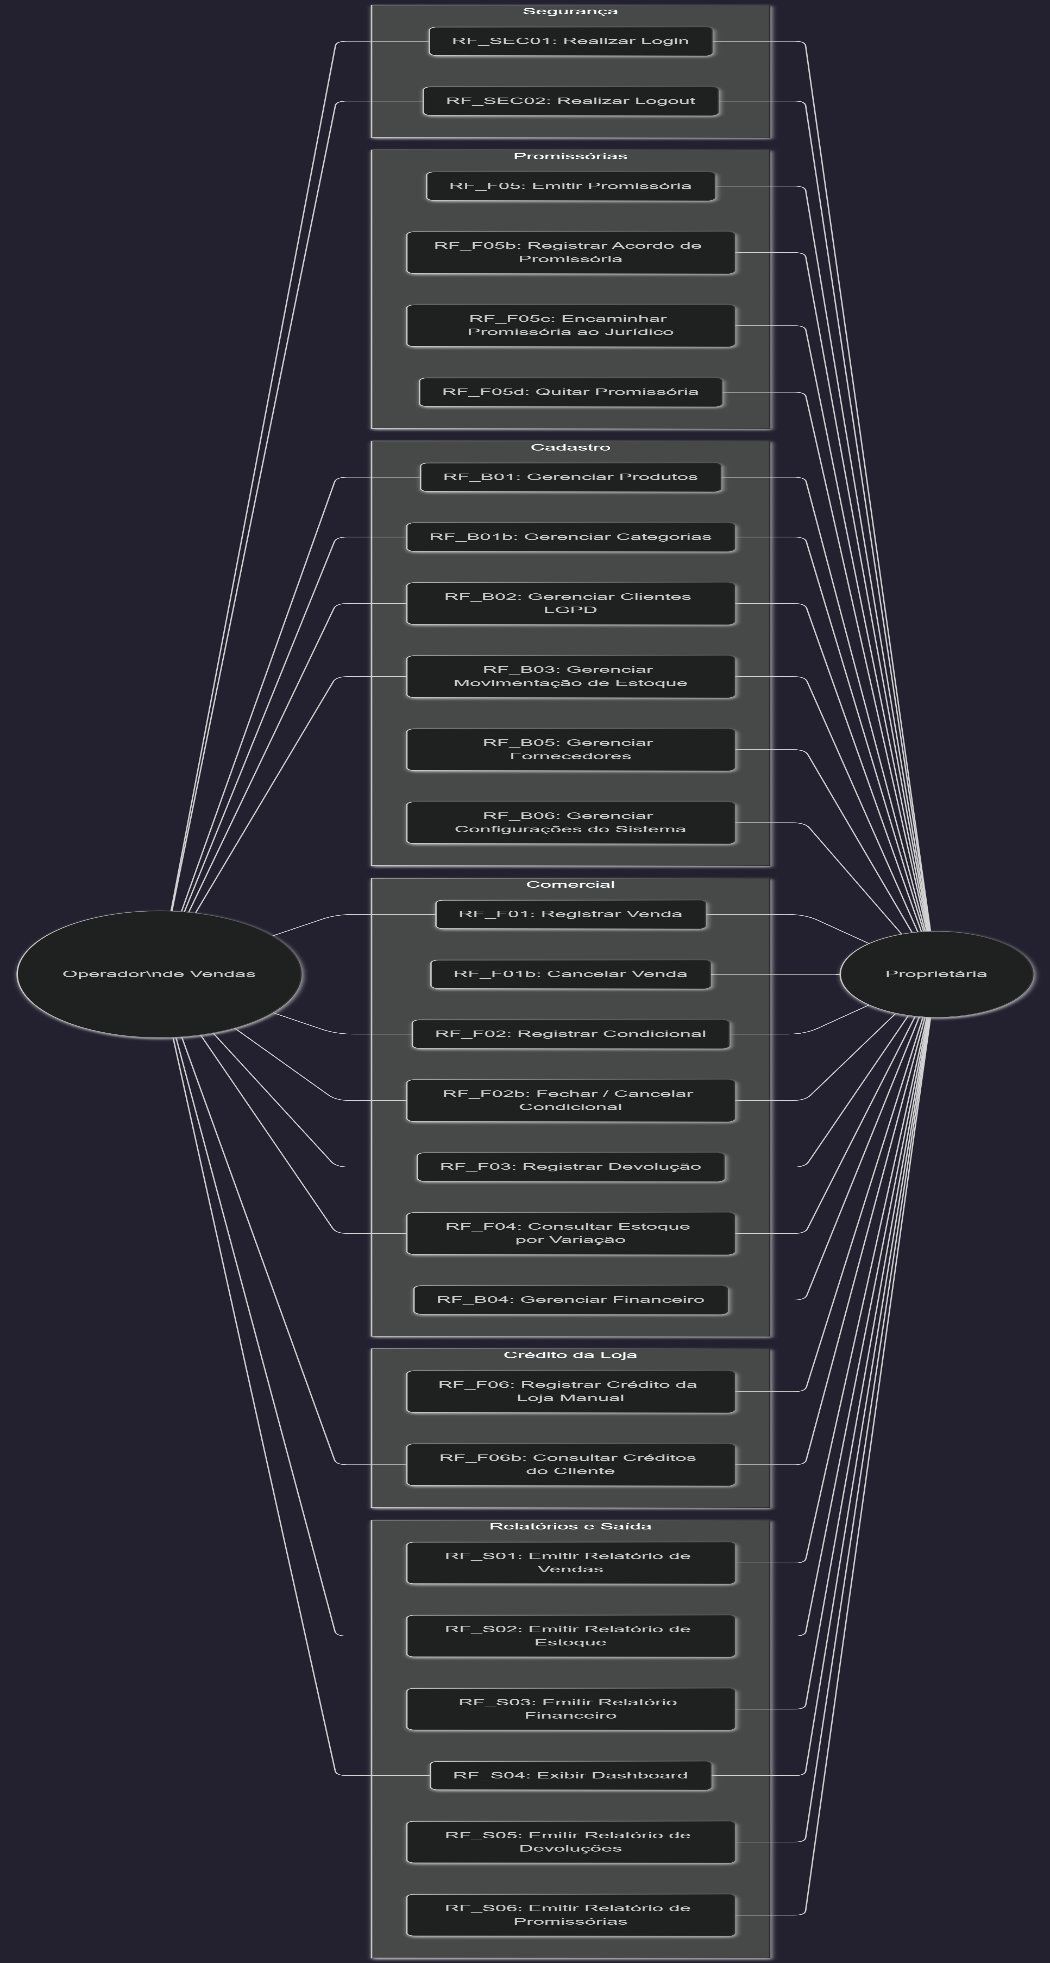 Segurança
RF_SEC01: Realizar Login
RF_SEC02: Realizar Logout
Promissórias
RF_F05: Emitir Promissória
RF_F05b: Registrar Acordo de
Promissória
RF_F05c: Encaminhar
Promissória ao Jurídico
RF_F05d: Quitar Promissória
Cadastro
RF_B01: Gerenciar Produtos
RF_B01b: Gerenciar Categorias
RF_B02: Gerenciar Clientes
LGPD
RF_B03: Gerenciar
Movimentação de Estoque
RF_B05: Gerenciar
Fornecedores
RF_B06: Gerenciar
Configurações do Sistema
Comercial
RF_F01: Registrar Venda
Operador\nde Vendas
RF_F01b: Cancelar Venda
Proprietária
RF_F02: Registrar Condicional
RF_F02b: Fechar / Cancelar
Condicional
RF_F03: Registrar Devolução
RF_F04: Consultar Estoque
por Variação
RF_B04: Gerenciar Financeiro
Crédito da Loja
RF_F06: Registrar Crédito da
Loja Manual
RF_F06b: Consultar Créditos
do Cliente
Relatórios e Saída
RF_S01: Emitir Relatório de
Vendas
RF_S02: Emitir Relatório de
Estoque
RF_S03: Emitir Relatório
Financeiro
RF_S04: Exibir Dashboard
RF_S05: Emitir Relatório de
Devoluções
RF_S06: Emitir Relatório de
Promissórias